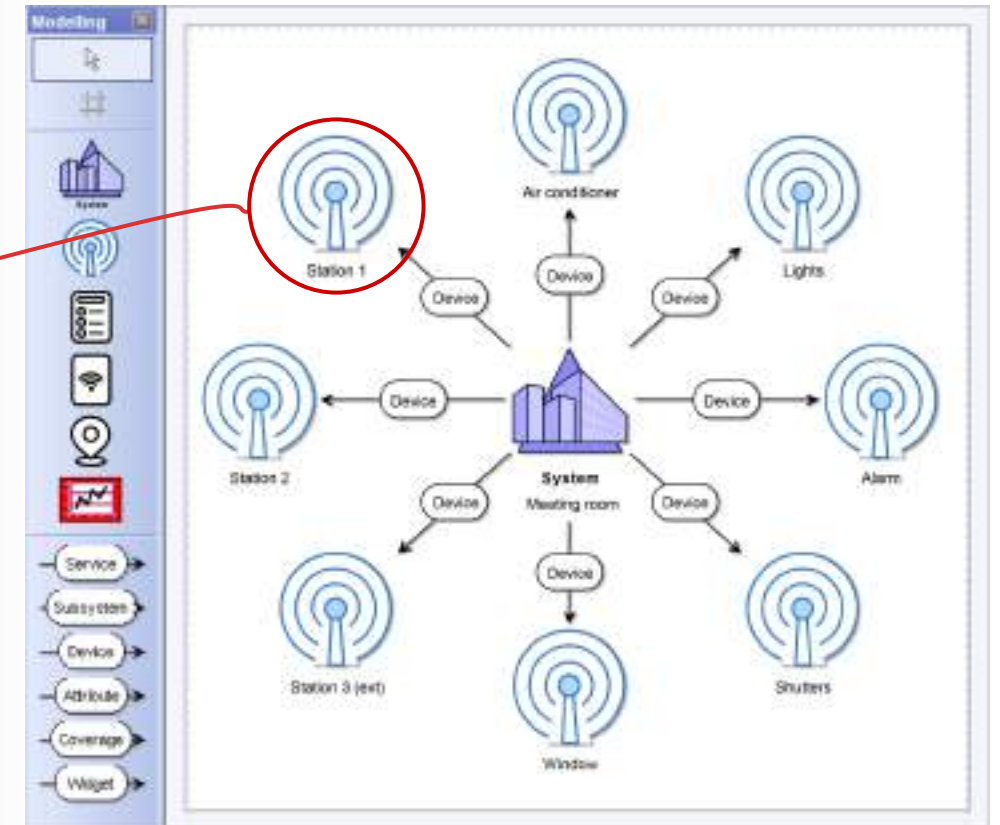 Modelling
System
Service
Subsystem
Device
Attribute
Coverage
Widget
Air conditioner
Station 1
Lights
Device
Device
Device
Station 2
Device
Device
Alarm
System
Meeting room
Device
Device
Device
Station 3 (ext)
Shutters
Window